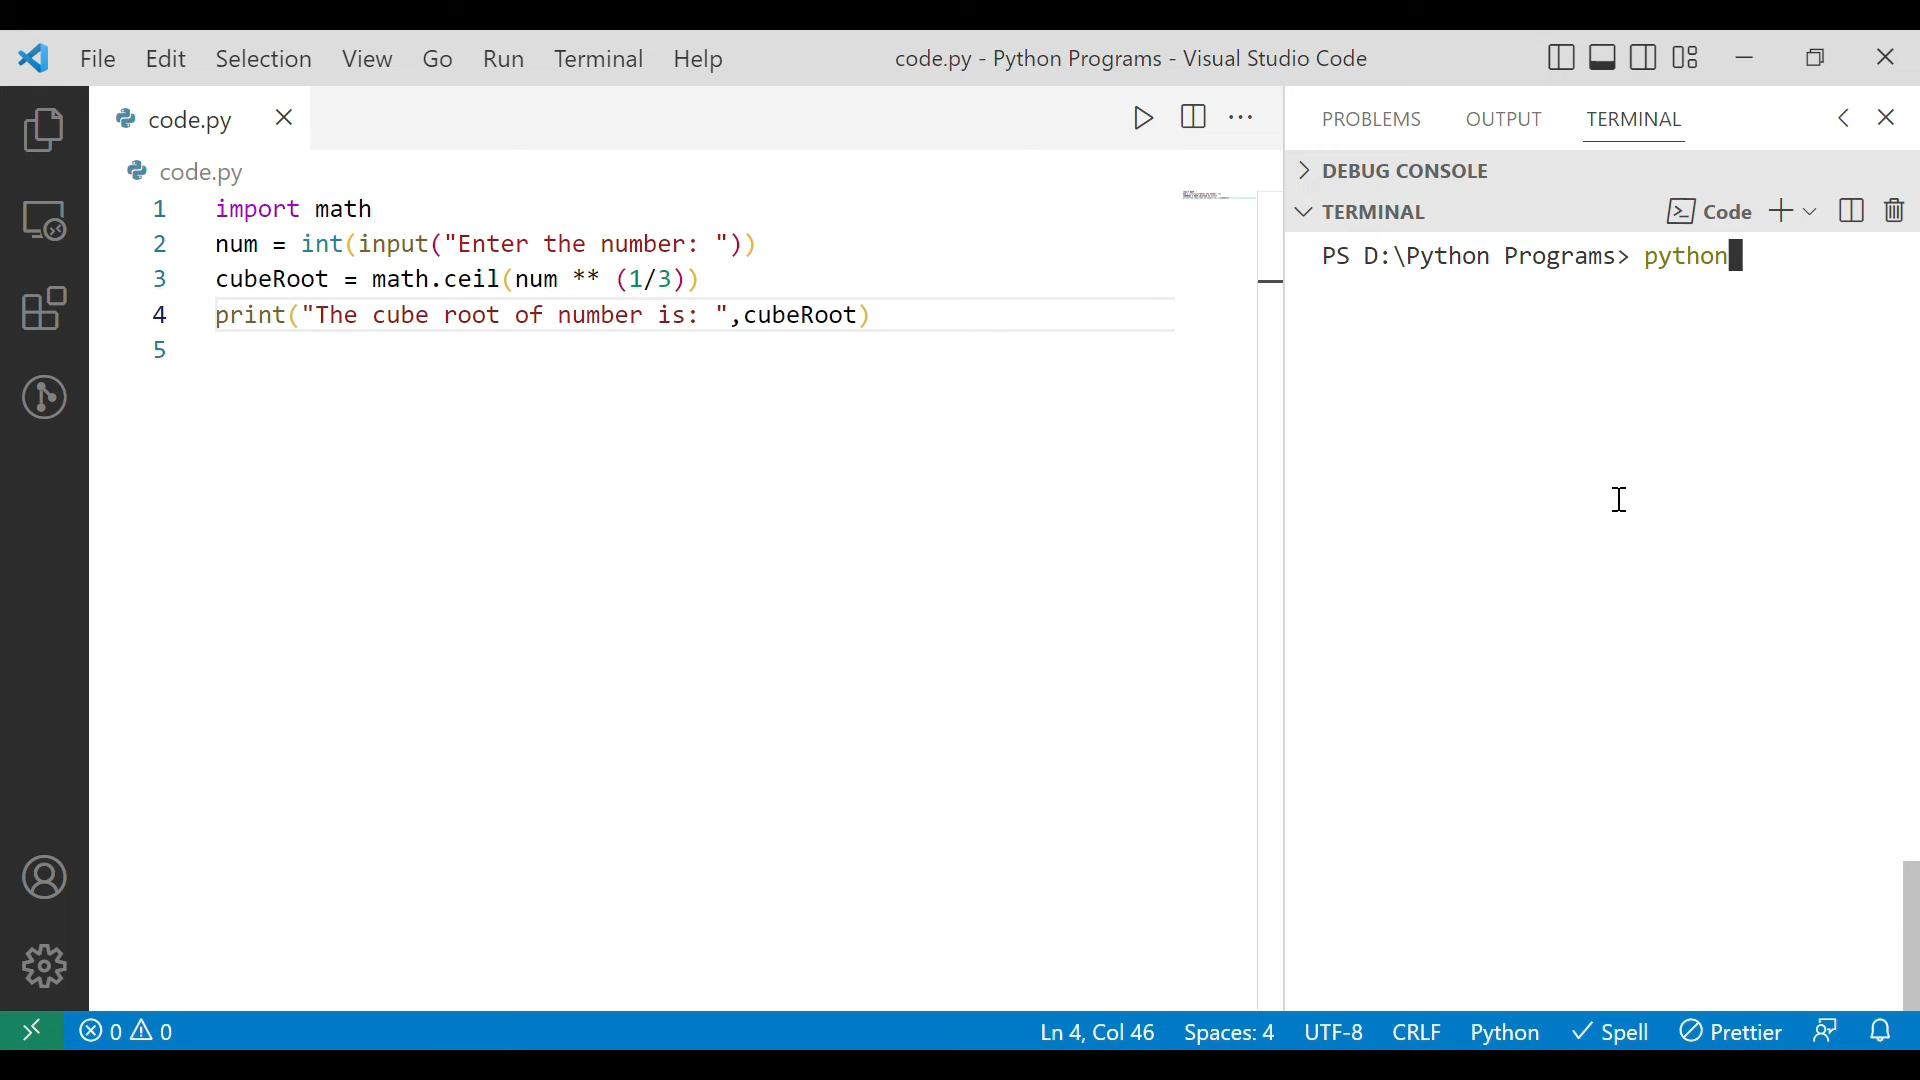 File Edit Selection View Go Run Terminal Help code.py - Python Programs - Visual Studio Code
code.py
code.py
1 import math
2 num = int(input("Enter the number: "))
3 cubeRoot = math.ceil(num ** (1/3))
4 print("The cube root of number is: ",cubeRoot)
5
PROBLEMS OUTPUT TERMINAL
DEBUG CONSOLE
TERMINAL Code
PS D:\Python Programs> python
0 0 Ln 4, Col 46 Spaces: 4 UTF-8 CRLF Python Spell Prettier